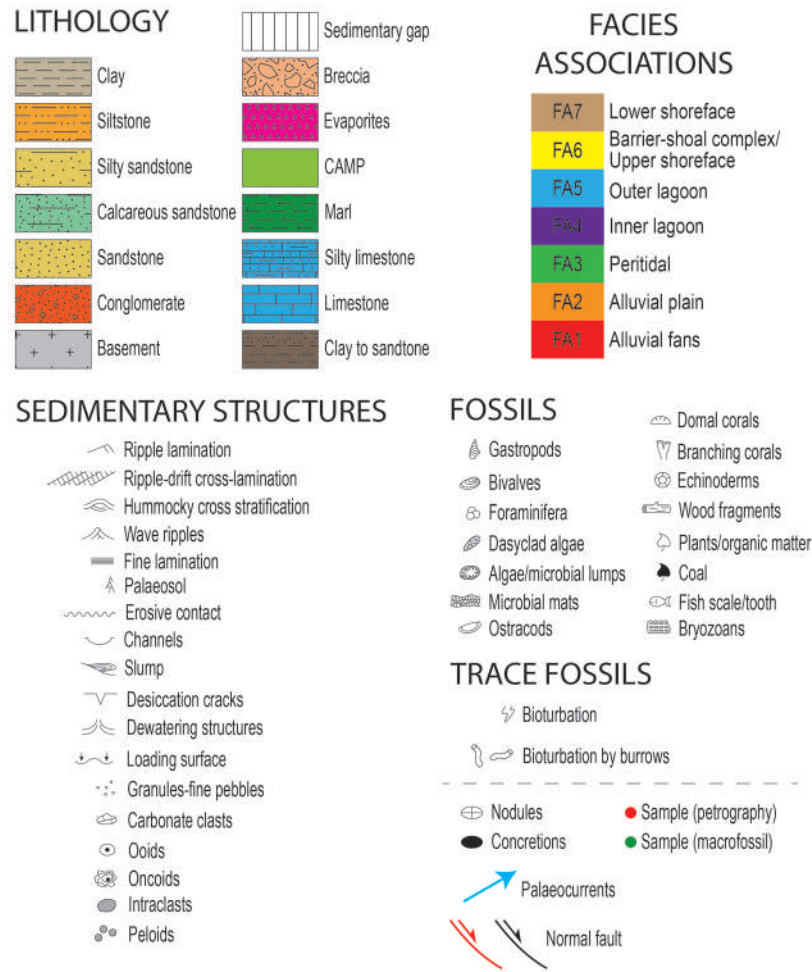 LITHOLOGY
Clay
Siltstone
Silty sandstone
Calcareous sandstone
Sandstone
Conglomerate
Basement
Sedimentary gap
Breccia
Evaporites
CAMP
Marl
Silty limestone
Limestone
Clay to sandtone
FACIES
ASSOCIATIONS
FA7 Lower shoreface
FA6 Barrier-shoal complex/
Upper shoreface
FA5 Outer lagoon
FA4 Inner lagoon
FA3 Peritidal
FA2 Alluvial plain
FA1 Alluvial fans
SEDIMENTARY STRUCTURES
Ripple lamination
Ripple-drift cross-lamination
Hummocky cross stratification
Wave ripples
Fine lamination
Palaeosol
Erosive contact
Channels
Slump
Desiccation cracks
Dewatering structures
Loading surface
Granules-fine pebbles
Carbonate clasts
Ooids
Oncoids
Intraclasts
Peloids
FOSSILS
Gastropods
Bivalves
Foraminifera
Dasyclad algae
Algae/microbial lumps
Microbial mats
Ostracods
Domal corals
Branching corals
Echinoderms
Wood fragments
Plants/organic matter
Coal
Fish scale/tooth
Bryozoans
TRACE FOSSILS
Bioturbation
Bioturbation by burrows
Nodules
Concretions
Sample (petrography)
Sample (macrofossil)
Palaeocurrents
Normal fault